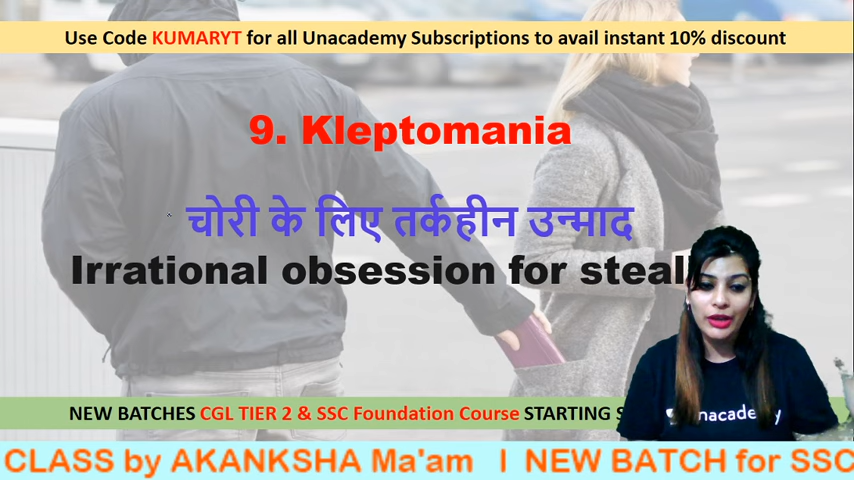 Use Code KUMARYT for all Unacademy Subscriptions to avail instant 10% discount
9. Kleptomania
चोरी के लिए तर्कहीन उन्माद
Irrational obsession for
NEW BATCHES CGL TIER 2 & SSC Foundation Course STARTING
unacademy
CLASS by AKANKSHA Ma'am I NEW BATCH for SSC